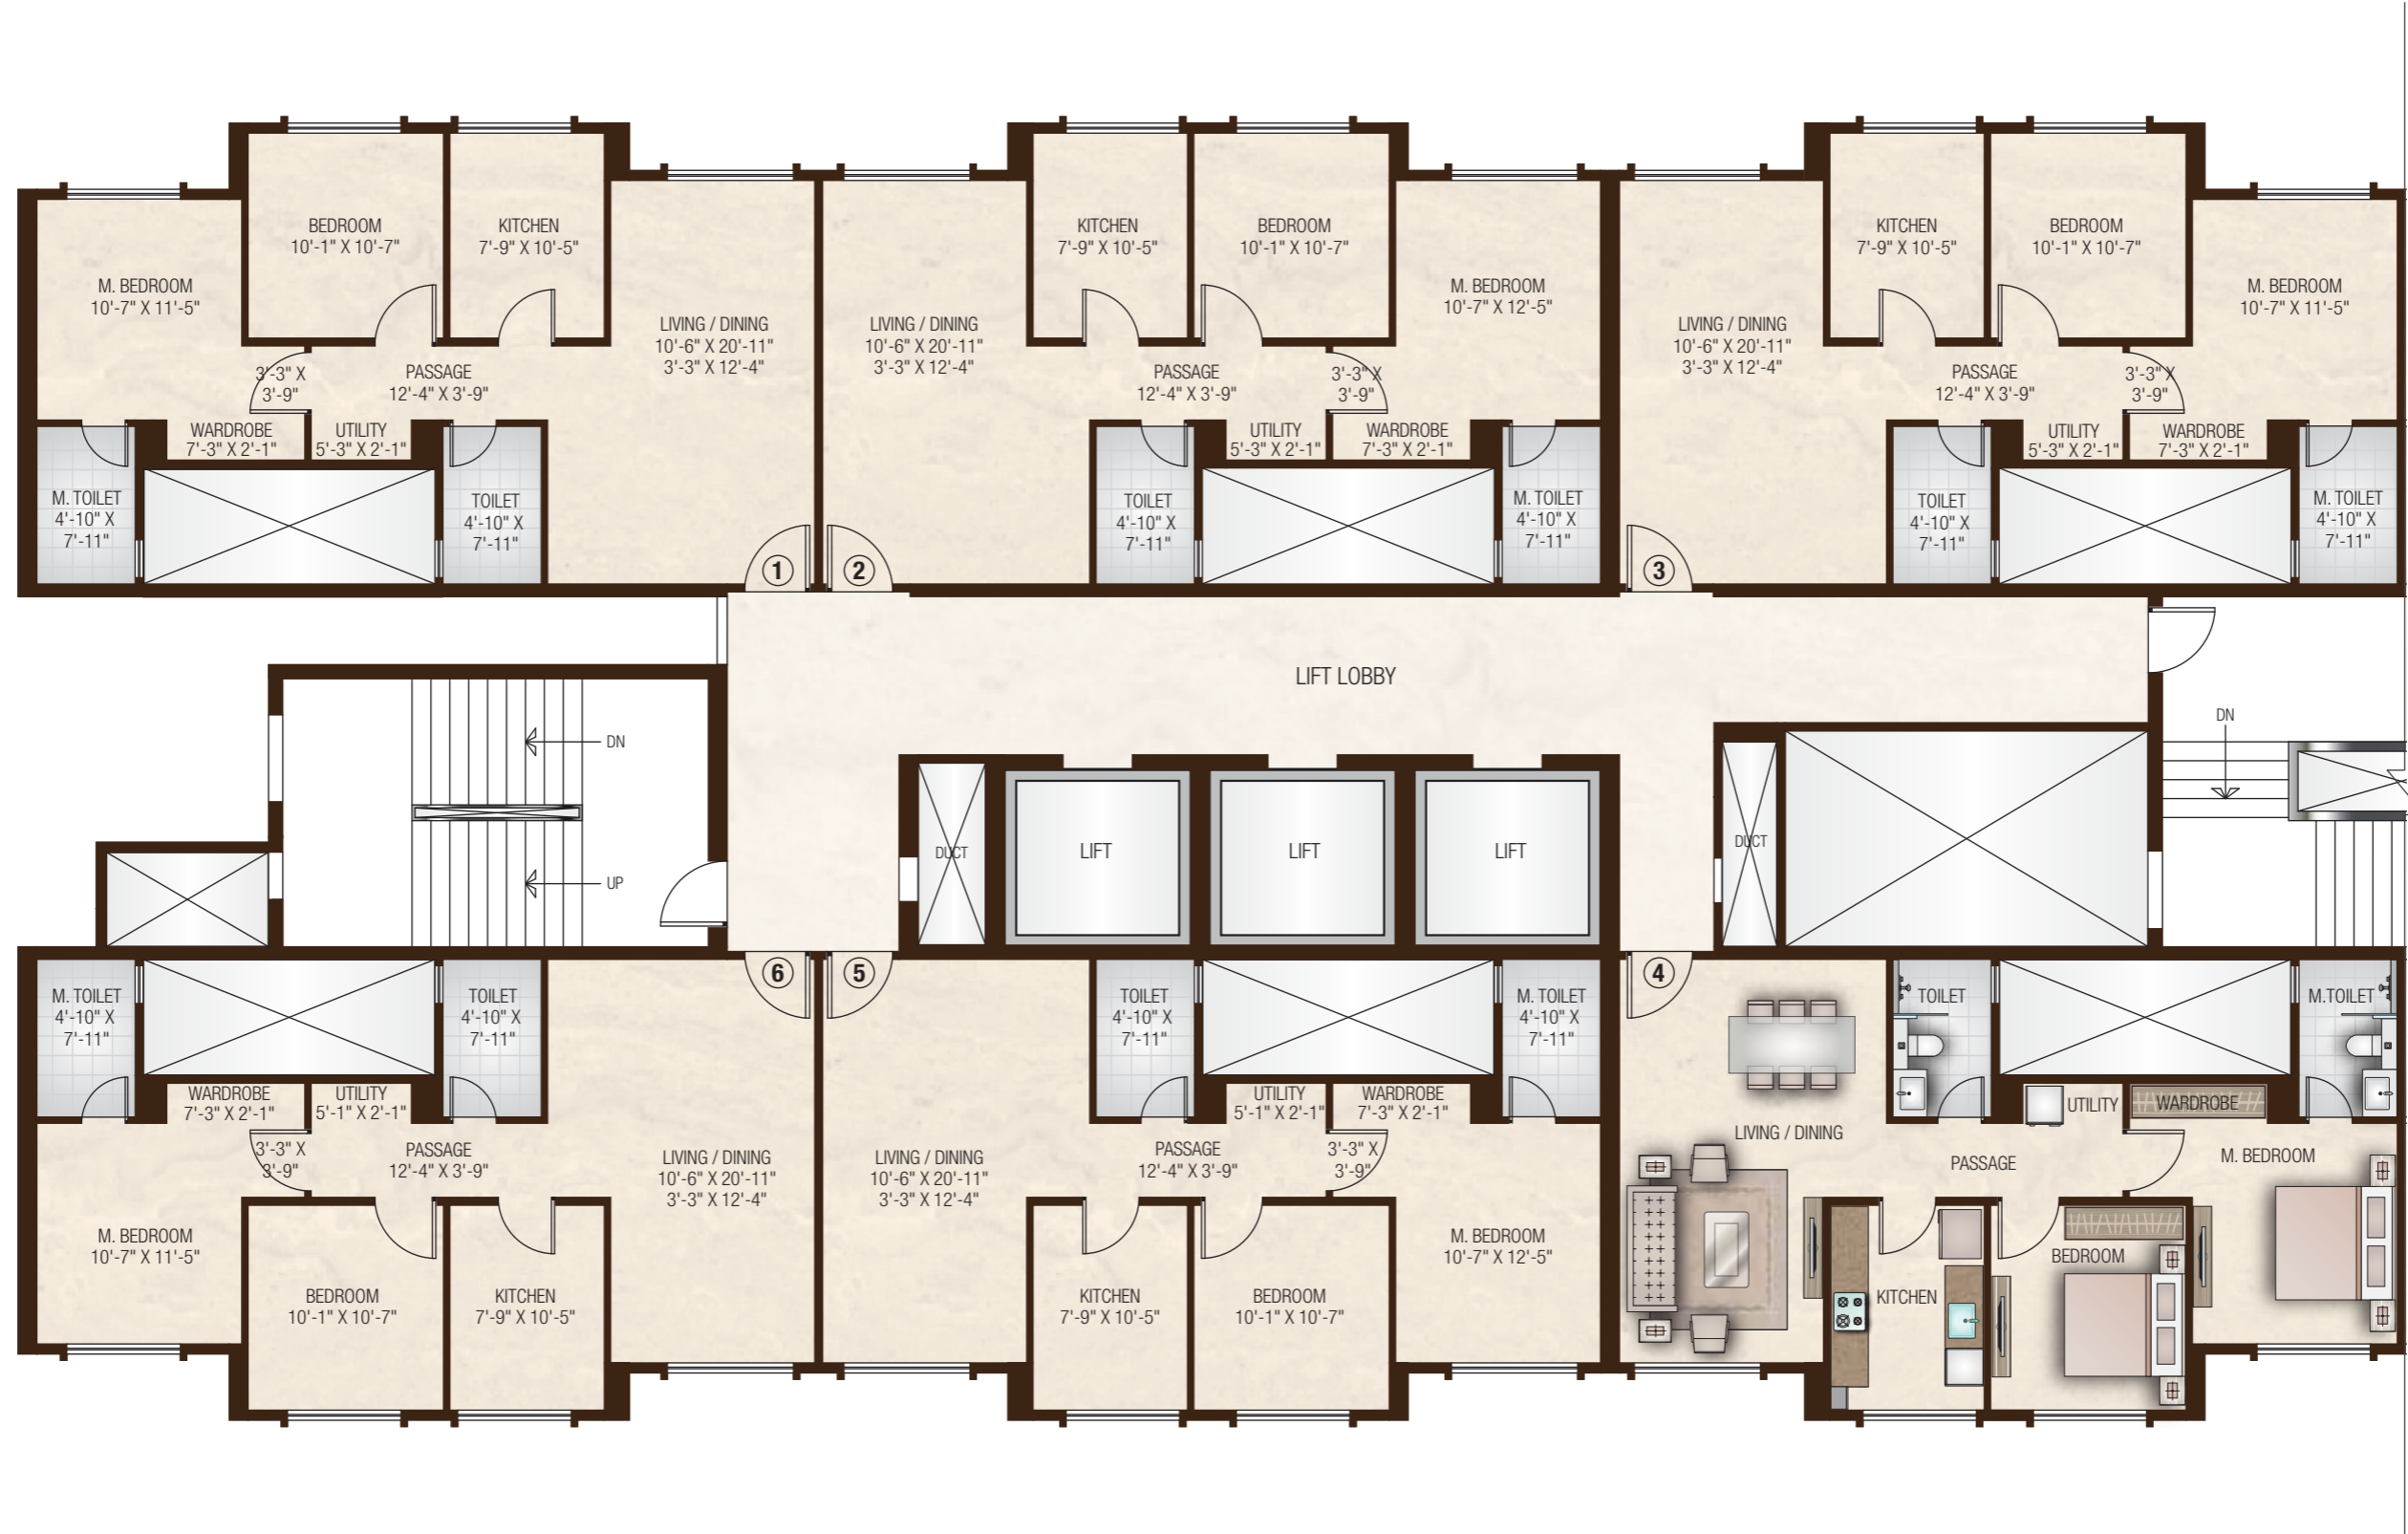 BEDROOM
10'-1" X 10'-7"
KITCHEN
7'-9" X 10'-5"
M. BEDROOM
10'-7" X 11'-5"
LIVING / DINING
10'-6" X 20'-11"
3'-3" X 12'-4"
3'-3" X
3'-9"
PASSAGE
12'-4" X 3'-9"
WARDROBE
7'-3" X 2'-1"
UTILITY
5'-3" X 2'-1"
M. TOILET
4'-10" X
7'-11"
TOILET
4'-10" X
7'-11"
1
KITCHEN
7'-9" X 10'-5"
BEDROOM
10'-1" X 10'-7"
M. BEDROOM
10'-7" X 12'-5"
LIVING / DINING
10'-6" X 20'-11"
3'-3" X 12'-4"
PASSAGE
12'-4" X 3'-9"
3'-3" X
3'-9"
UTILITY
5'-3" X 2'-1"
WARDROBE
7'-3" X 2'-1"
TOILET
4'-10" X
7'-11"
M. TOILET
4'-10" X
7'-11"
2
KITCHEN
7'-9" X 10'-5"
BEDROOM
10'-1" X 10'-7"
M. BEDROOM
10'-7" X 11'-5"
LIVING / DINING
10'-6" X 20'-11"
3'-3" X 12'-4"
PASSAGE
12'-4" X 3'-9"
3'-3" X
3'-9"
UTILITY
5'-3" X 2'-1"
WARDROBE
7'-3" X 2'-1"
TOILET
4'-10" X
7'-11"
M. TOILET
4'-10" X
7'-11"
3
LIFT LOBBY
DN
UP
DUCT
LIFT
LIFT
LIFT
DUCT
DN
6
M. TOILET
4'-10" X
7'-11"
TOILET
4'-10" X
7'-11"
WARDROBE
7'-3" X 2'-1"
UTILITY
5'-1" X 2'-1"
3'-3" X
3'-9"
PASSAGE
12'-4" X 3'-9"
LIVING / DINING
10'-6" X 20'-11"
3'-3" X 12'-4"
M. BEDROOM
10'-7" X 11'-5"
BEDROOM
10'-1" X 10'-7"
KITCHEN
7'-9" X 10'-5"
5
TOILET
4'-10" X
7'-11"
M. TOILET
4'-10" X
7'-11"
UTILITY
5'-1" X 2'-1"
WARDROBE
7'-3" X 2'-1"
PASSAGE
12'-4" X 3'-9"
3'-3" X
3'-9"
LIVING / DINING
10'-6" X 20'-11"
3'-3" X 12'-4"
M. BEDROOM
10'-7" X 12'-5"
KITCHEN
7'-9" X 10'-5"
BEDROOM
10'-1" X 10'-7"
4
TOILET
M.TOILET
UTILITY
WARDROBE
LIVING / DINING
PASSAGE
M. BEDROOM
BEDROOM
KITCHEN